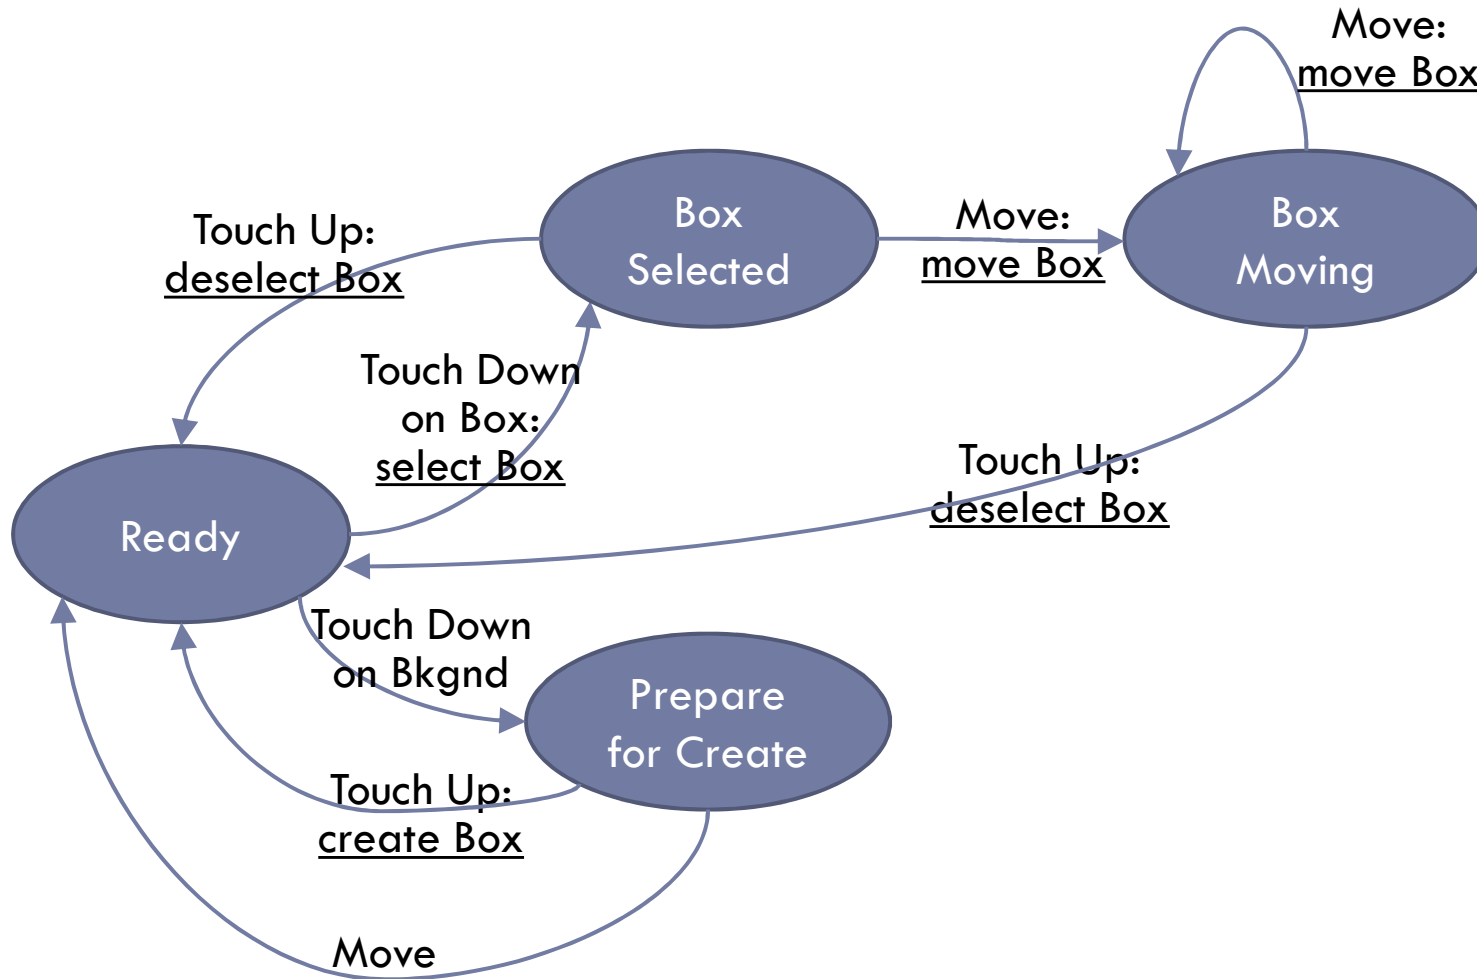 Move:
move Box
Box
Selected
Move:
move Box
Box
Moving
Touch Up:
deselect Box
Touch Down
on Box:
select Box
Touch Up:
deselect Box
Ready
Touch Down
on Bkgnd
Prepare
for Create
Touch Up:
create Box
Move